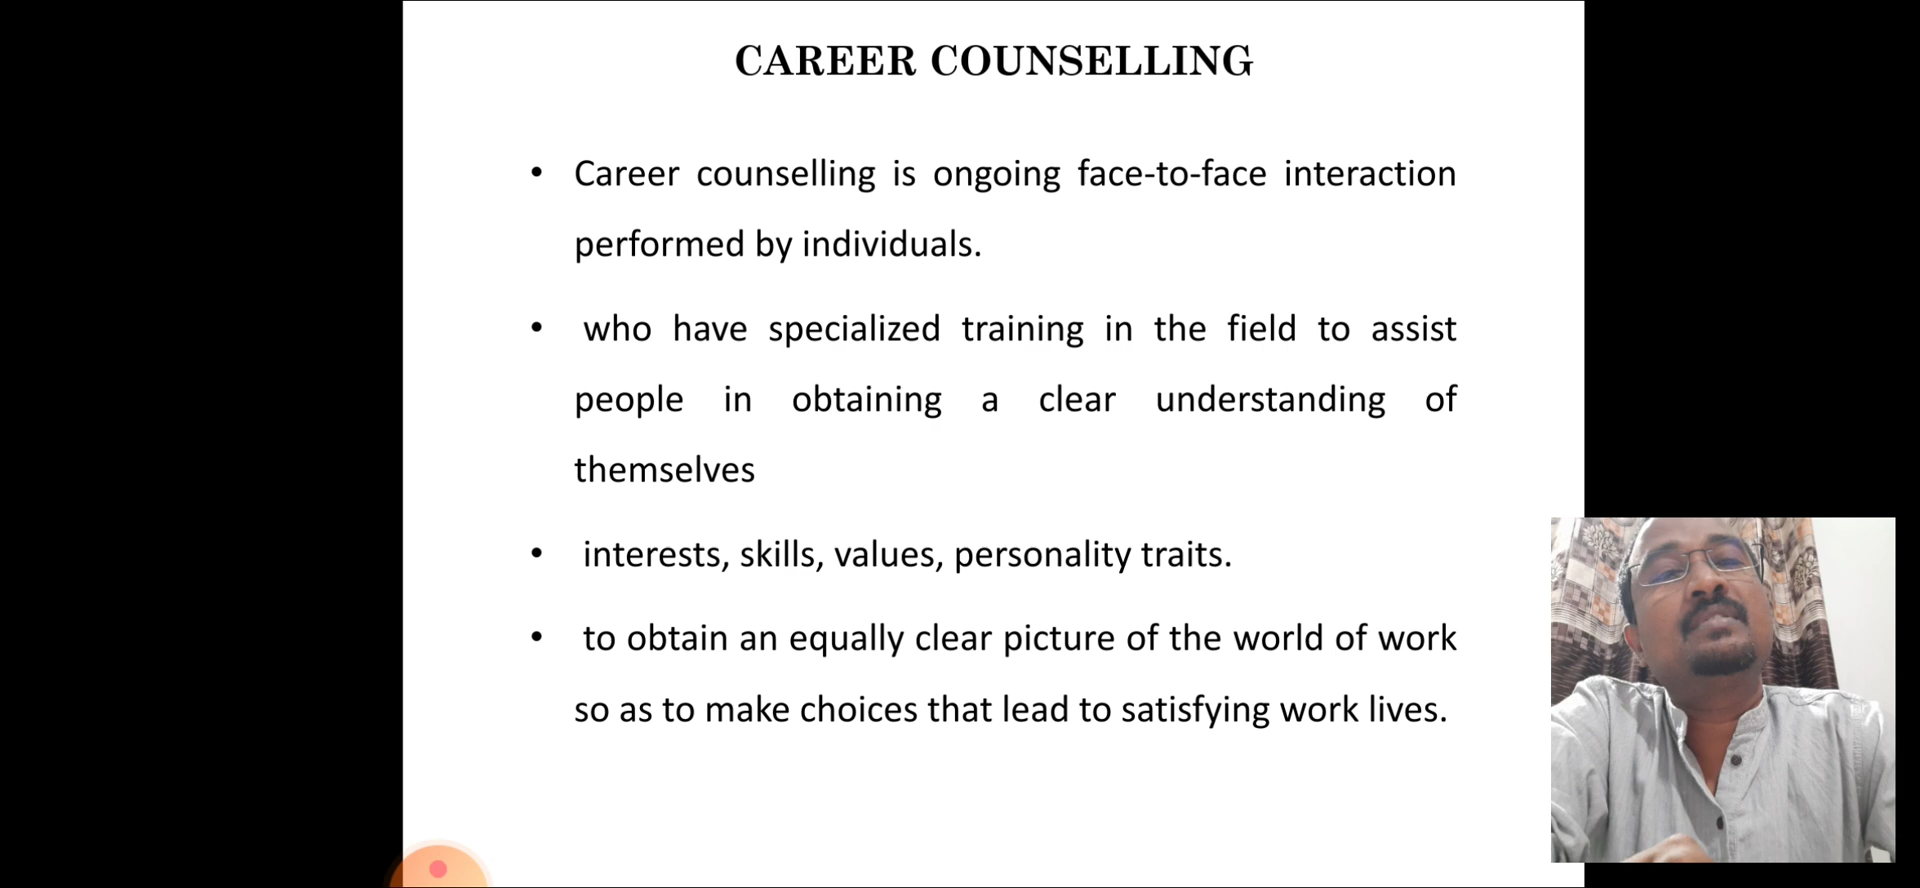 CAREER COUNSELLING
• Career counselling is ongoing face-to-face interaction
performed by individuals.
• who have specialized training in the field to assist
people in obtaining a clear understanding of
themselves
• interests, skills, values, personality traits.
• to obtain an equally clear picture of the world of work
so as to make choices that lead to satisfying work lives.